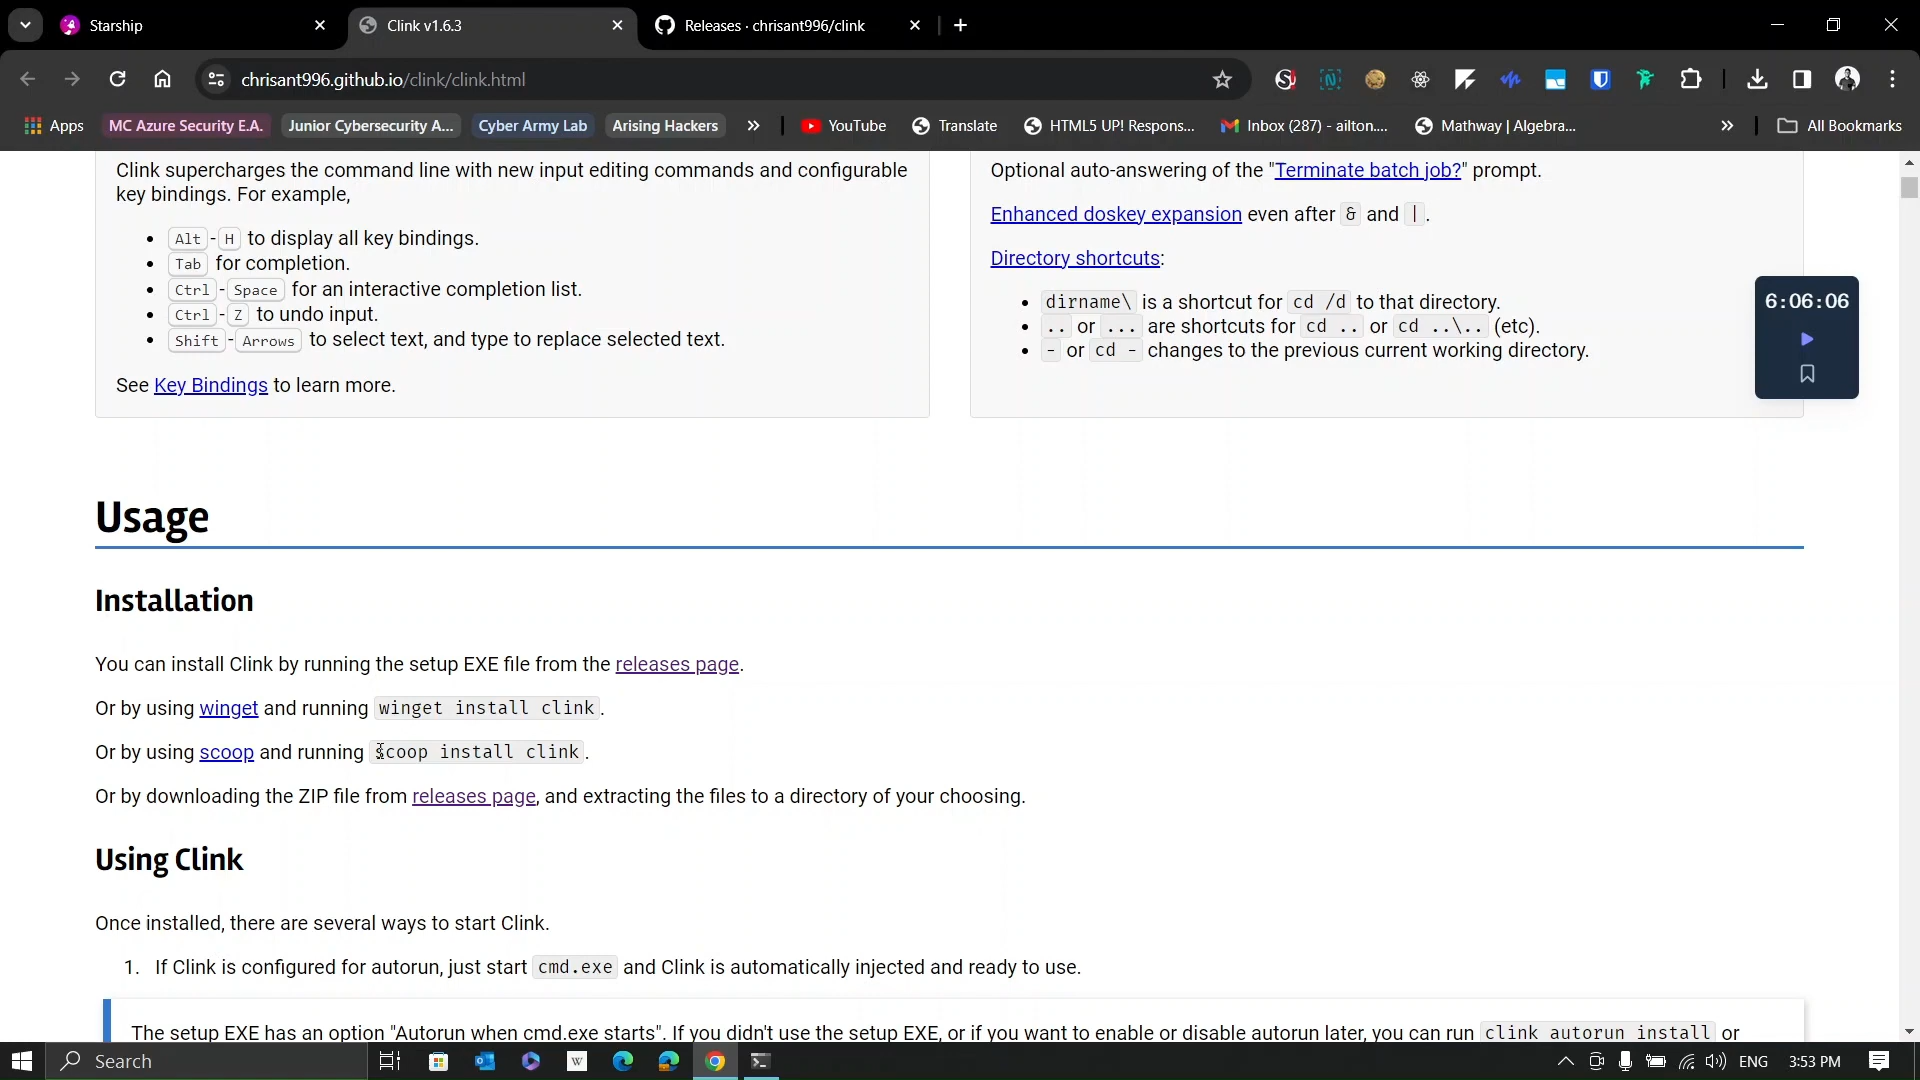 Starship
Clink v1.6.3
Releases · chrisant996/clink
chrisant996.github.io/clink/clink.html
Apps
MC Azure Security E.A.
Junior Cybersecurity A...
Cyber Army Lab
Arising Hackers
YouTube
Translate
HTML5 UP! Respons...
Inbox (287) - ailton....
Mathway | Algebra...
All Bookmarks
Clink supercharges the command line with new input editing commands and configurable
key bindings. For example,
• Alt-H to display all key bindings.
• Tab for completion.
• Ctrl-Space for an interactive completion list.
• Ctrl-Z to undo input.
• Shift-Arrows to select text, and type to replace selected text.
See Key Bindings to learn more.
Optional auto-answering of the "Terminate batch job?" prompt.
Enhanced doskey expansion even after & and |.
Directory shortcuts:
• dirname\ is a shortcut for cd /d to that directory.
• .. or ... are shortcuts for cd .. or cd ..\.. (etc).
• - or cd - changes to the previous current working directory.
6:06:06
Usage
Installation
You can install Clink by running the setup EXE file from the releases page.
Or by using winget and running winget install clink.
Or by using scoop and running scoop install clink.
Or by downloading the ZIP file from releases page, and extracting the files to a directory of your choosing.
Using Clink
Once installed, there are several ways to start Clink.
1. If Clink is configured for autorun, just start cmd.exe and Clink is automatically injected and ready to use.
The setup EXE has an option "Autorun when cmd.exe starts". If you didn't use the setup EXE, or if you want to enable or disable autorun later, you can run clink autorun install or
Search
W
ENG
3:53 PM